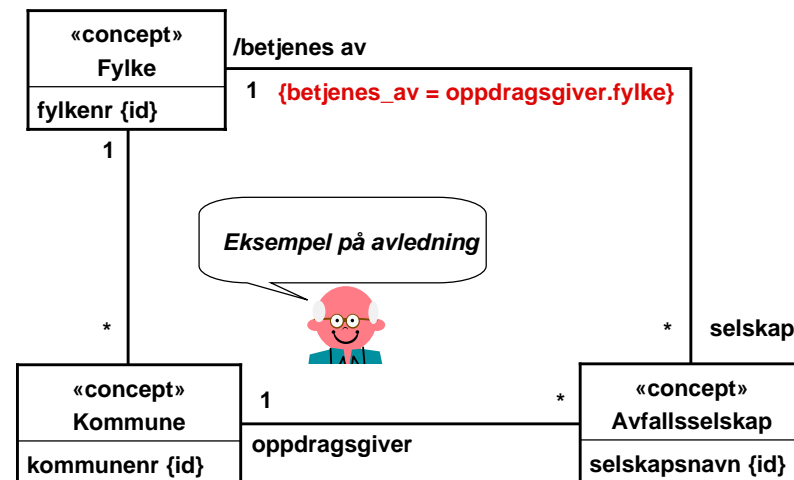 «concept»
Fylke
fylkenr {id}
/betjenes av
1 {betjenes_av = oppdragsgiver.fylke}
1
Eksempel på avledning
*
* selskap
«concept»
Kommune
kommunenr {id}
1 *
oppdragsgiver
«concept»
Avfallsselskap
selskapsnavn {id}